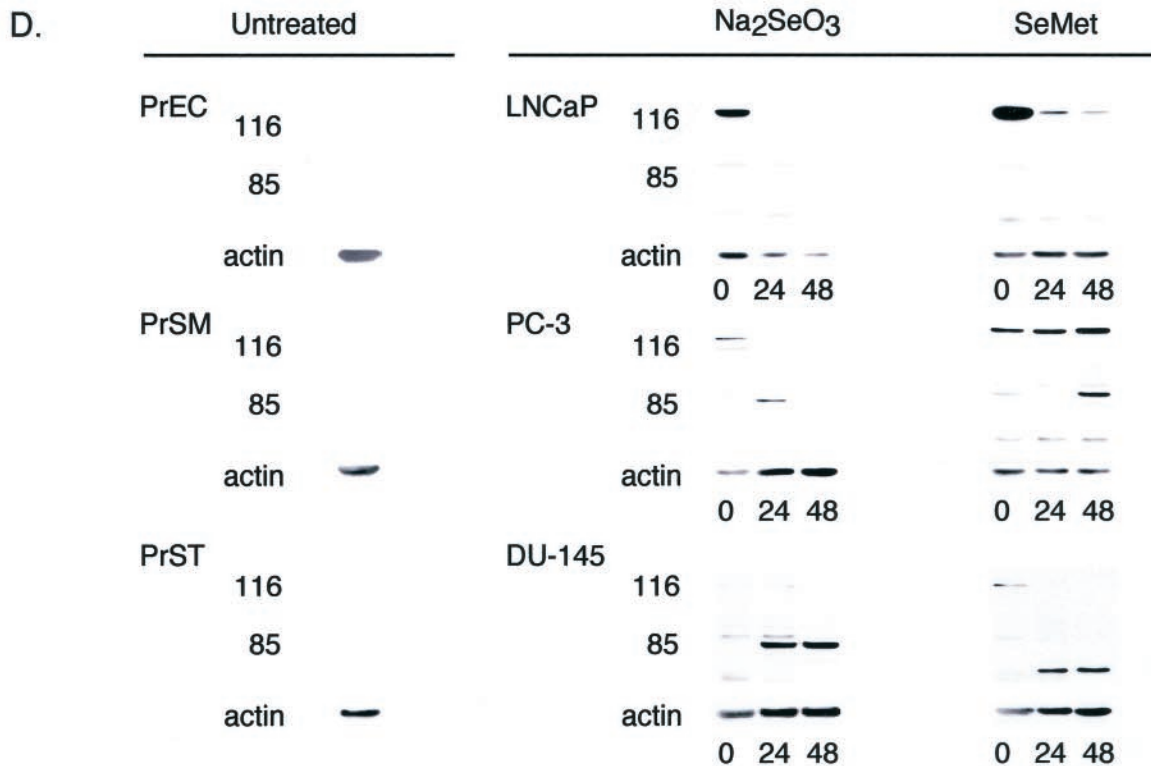 D.
Untreated Na2SeO3 SeMet
PrEC LNCaP
116 116
85 85
actin actin
0 24 48 0 24 48
PrSM PC-3
116 116
85 85
actin actin
0 24 48 0 24 48
PrST DU-145
116 116
85 85
actin actin
0 24 48 0 24 48